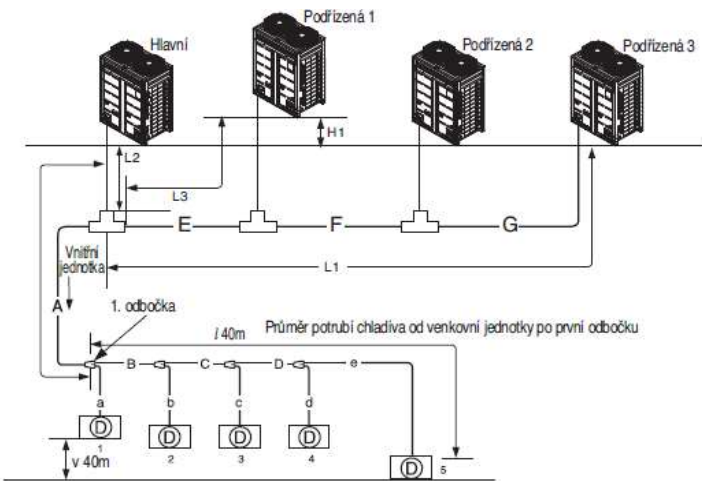 Hlavní
Podřízená 1
Podřízená 2
Podřízená 3
H1
L2
L3
E
F
G
L1
Vnitřní
jednotka
A
1. odbočka
l 40m
Průměr potrubí chladiva od venkovní jednotky po první odbočku
B
C
D
e
a
b
c
d
D
D
D
D
D
1
2
3
4
5
v 40m